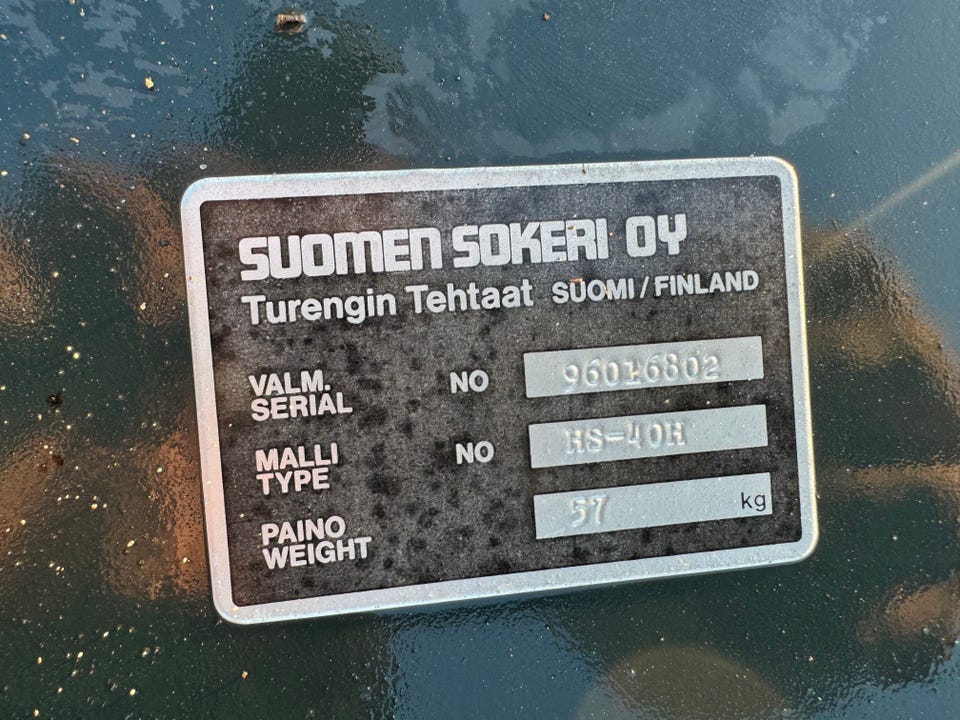 SUOMEN SOKERI OY
Turengin Tehtaat SUOMI / FINLAND
VALM. NO 96016802
SERIAL
MALLI NO HS-40H
TYPE
PAINO 57 kg
WEIGHT